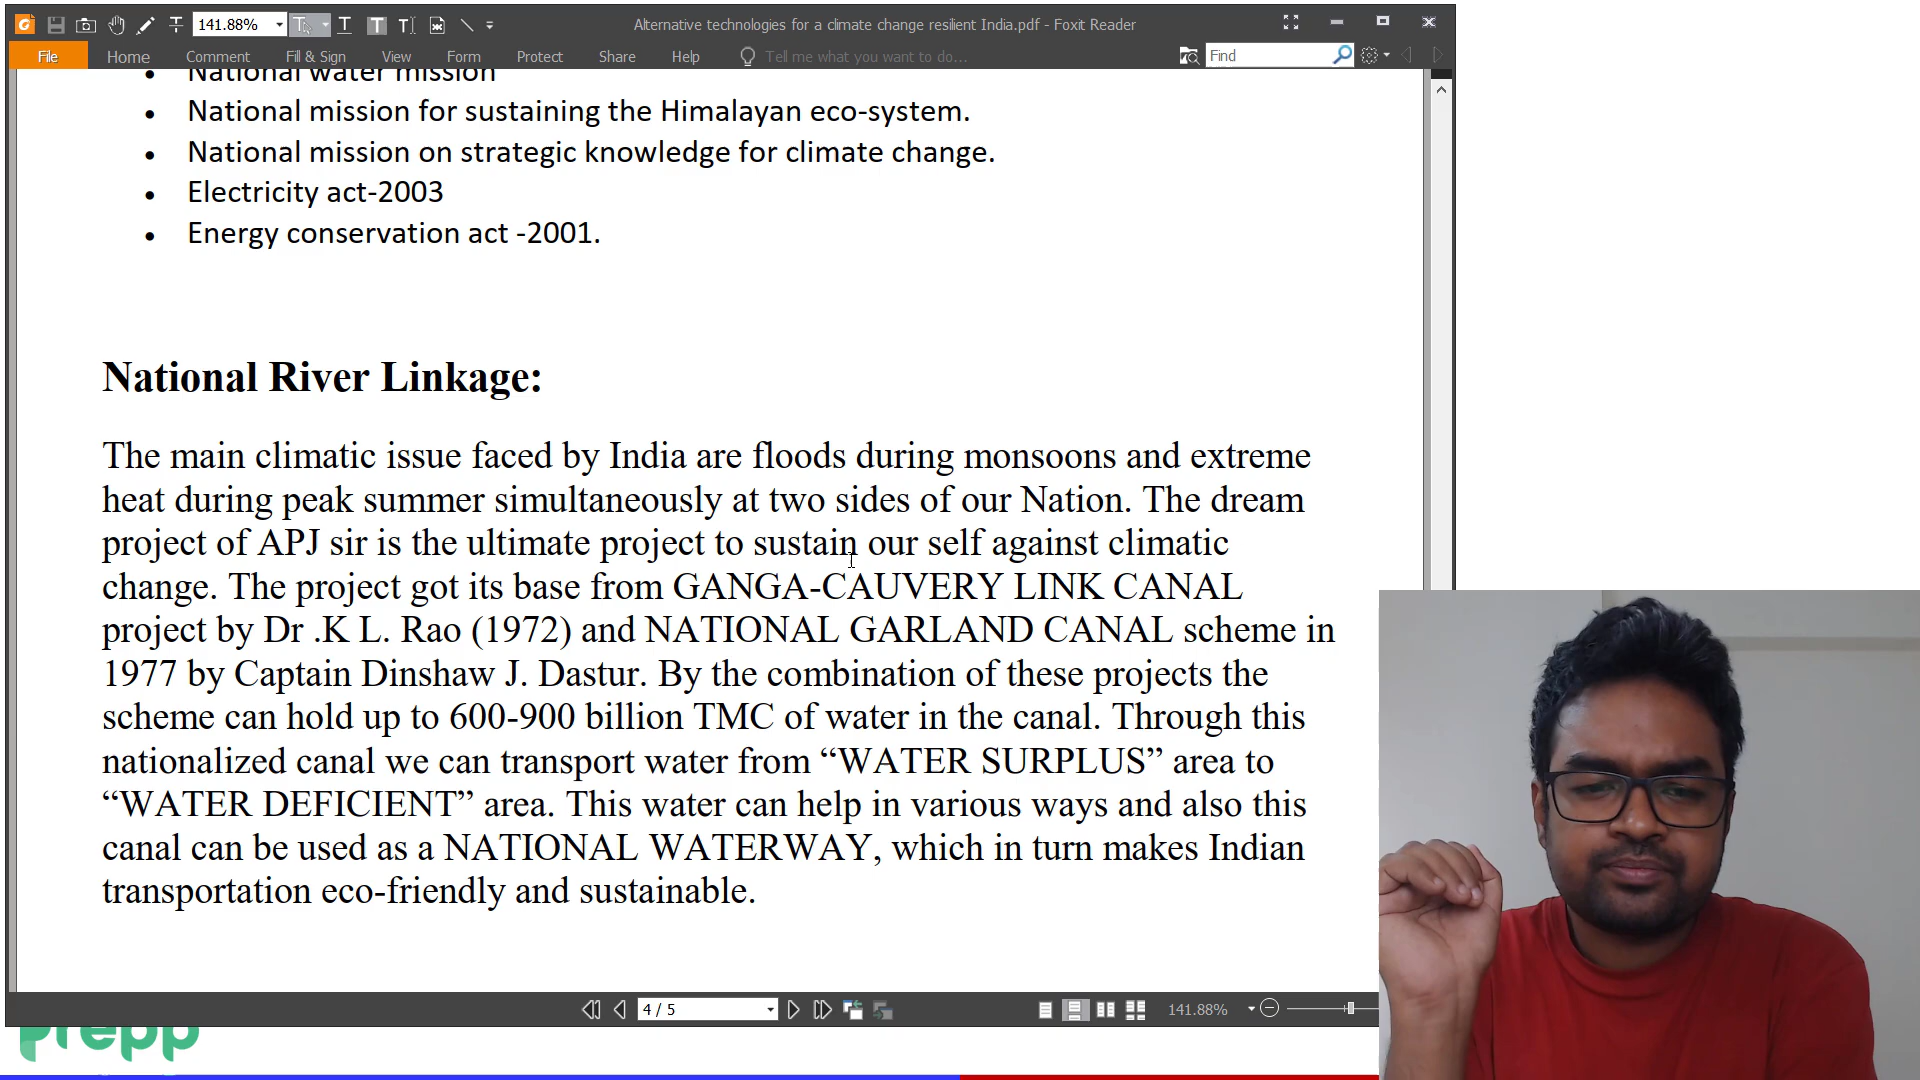 141.88%
Alternative technologies for a climate change resilient India.pdf - Foxit Reader
File Home Comment Fill & Sign View Form Protect Share Help Tell me what you want to do... Find
• National water mission
• National mission for sustaining the Himalayan eco-system.
• National mission on strategic knowledge for climate change.
• Electricity act-2003
• Energy conservation act -2001.
National River Linkage:
The main climatic issue faced by India are floods during monsoons and extreme
heat during peak summer simultaneously at two sides of our Nation. The dream
project of APJ sir is the ultimate project to sustain our self against climatic
change. The project got its base from GANGA-CAUVERY LINK CANAL
project by Dr .K L. Rao (1972) and NATIONAL GARLAND CANAL scheme in
1977 by Captain Dinshaw J. Dastur. By the combination of these projects the
scheme can hold up to 600-900 billion TMC of water in the canal. Through this
nationalized canal we can transport water from “WATER SURPLUS” area to
“WATER DEFICIENT” area. This water can help in various ways and also this
canal can be used as a NATIONAL WATERWAY, which in turn makes Indian
transportation eco-friendly and sustainable.
4 / 5
141.88%
prepp